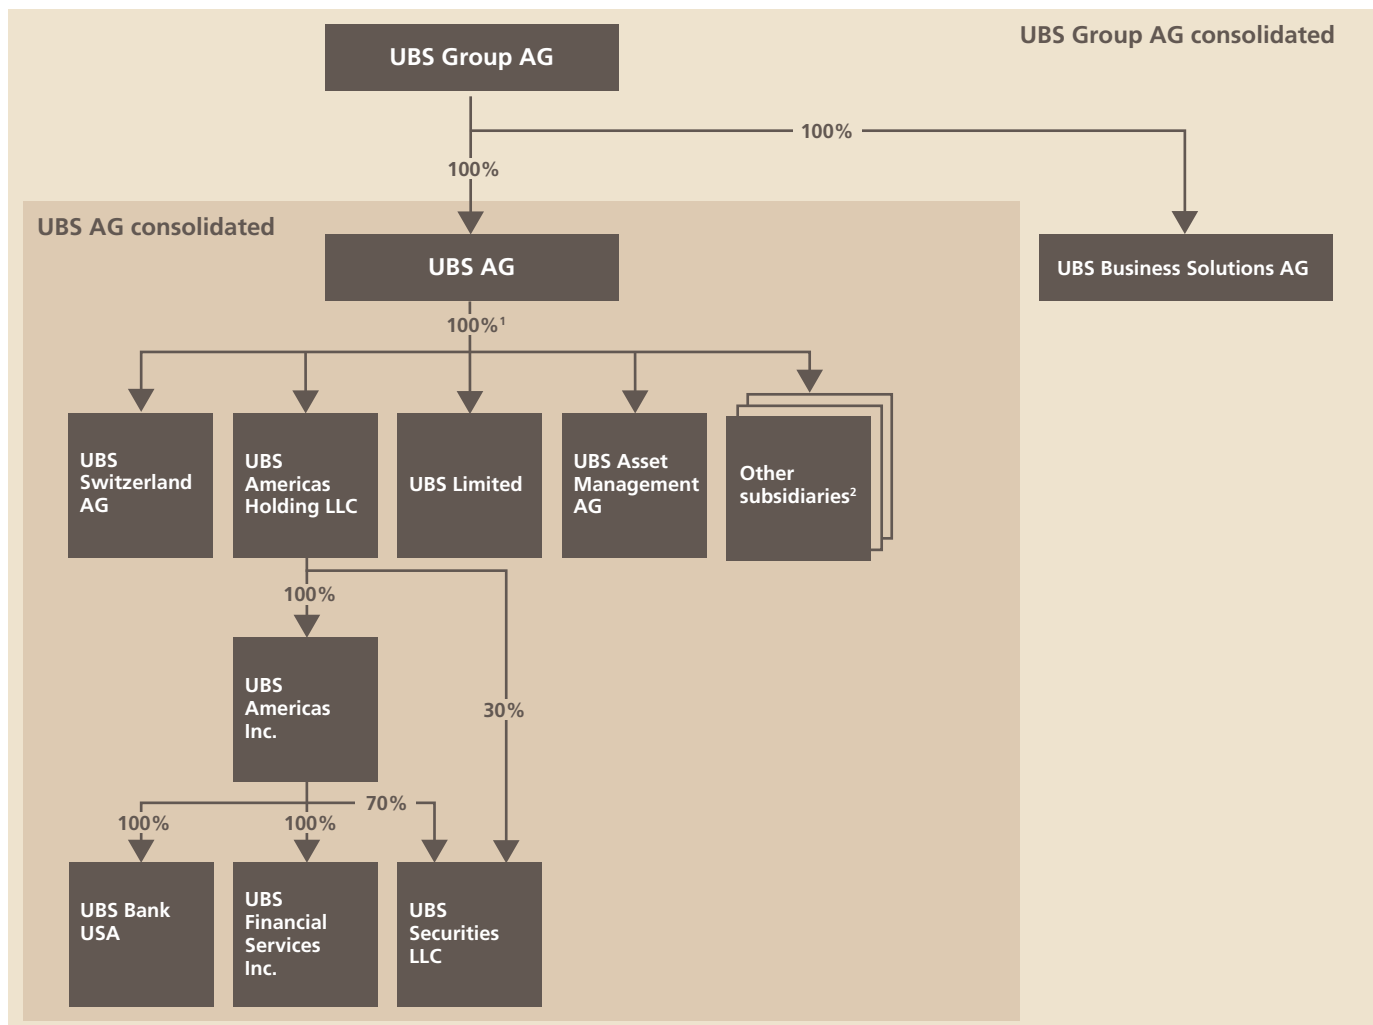 UBS Group AG consolidated
UBS Group AG
100%
100%
UBS AG consolidated
UBS AG
UBS Business Solutions AG
100%¹
UBS
Switzerland
AG
UBS
Americas
Holding LLC
UBS Limited
UBS Asset
Management
AG
Other
subsidiaries²
100%
UBS
Americas
Inc.
30%
70%
100%
100%
UBS Bank
USA
UBS
Financial
Services
Inc.
UBS
Securities
LLC